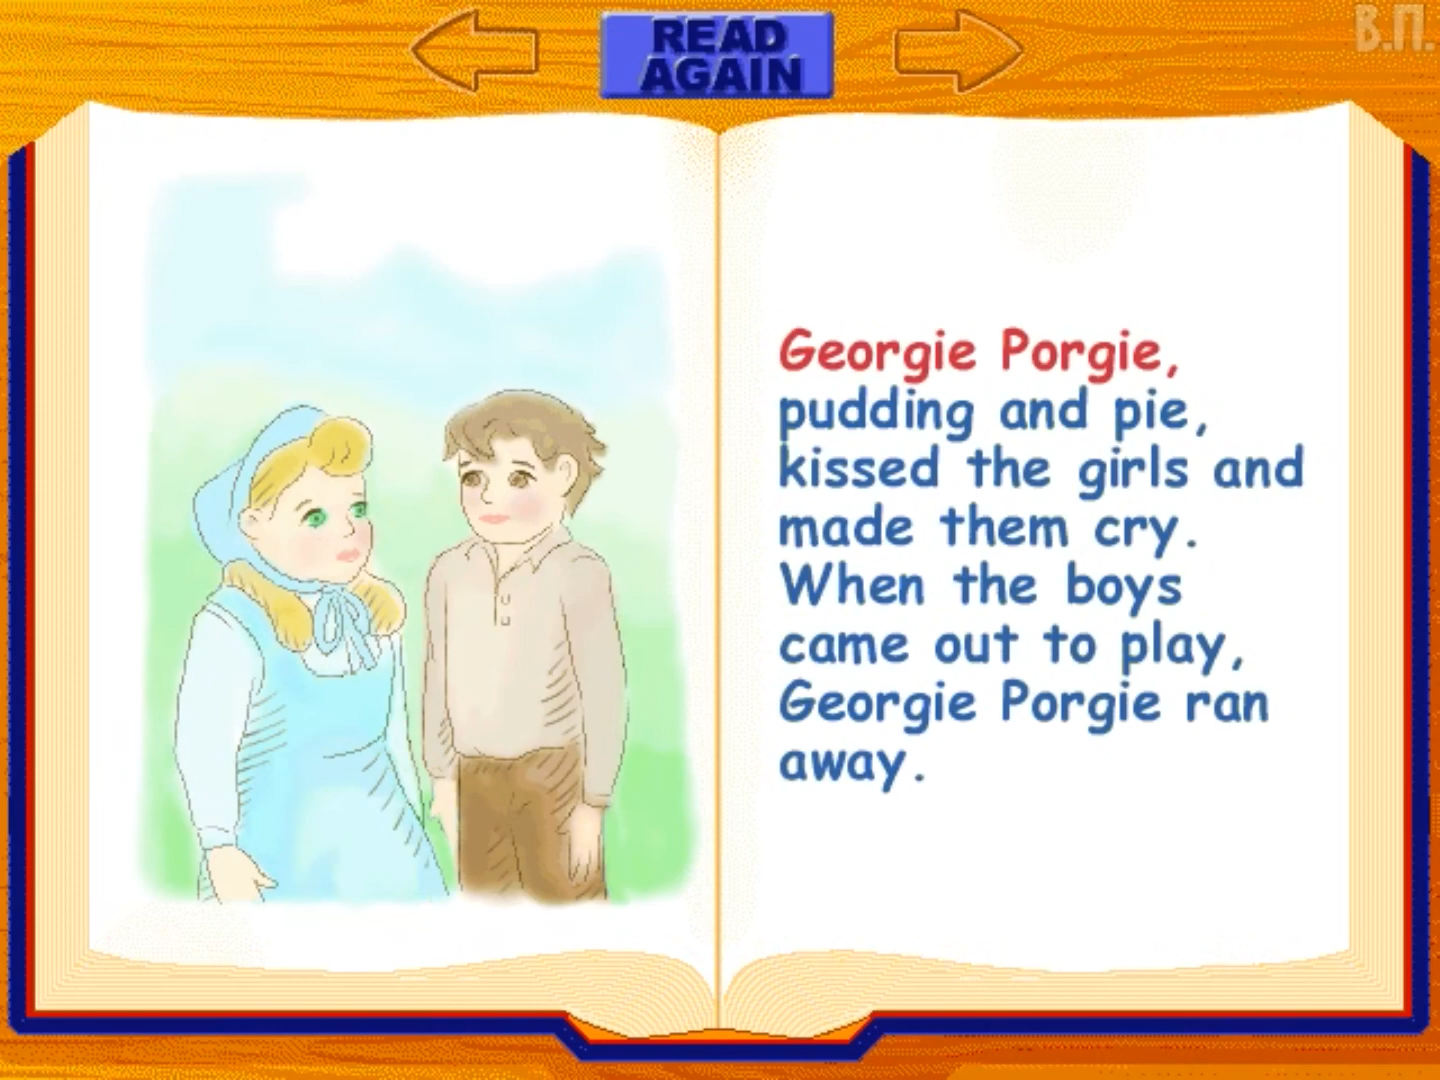 READ
AGAIN
В.П.
Georgie Porgie,
pudding and pie,
kissed the girls and
made them cry.
When the boys
came out to play,
Georgie Porgie ran
away.